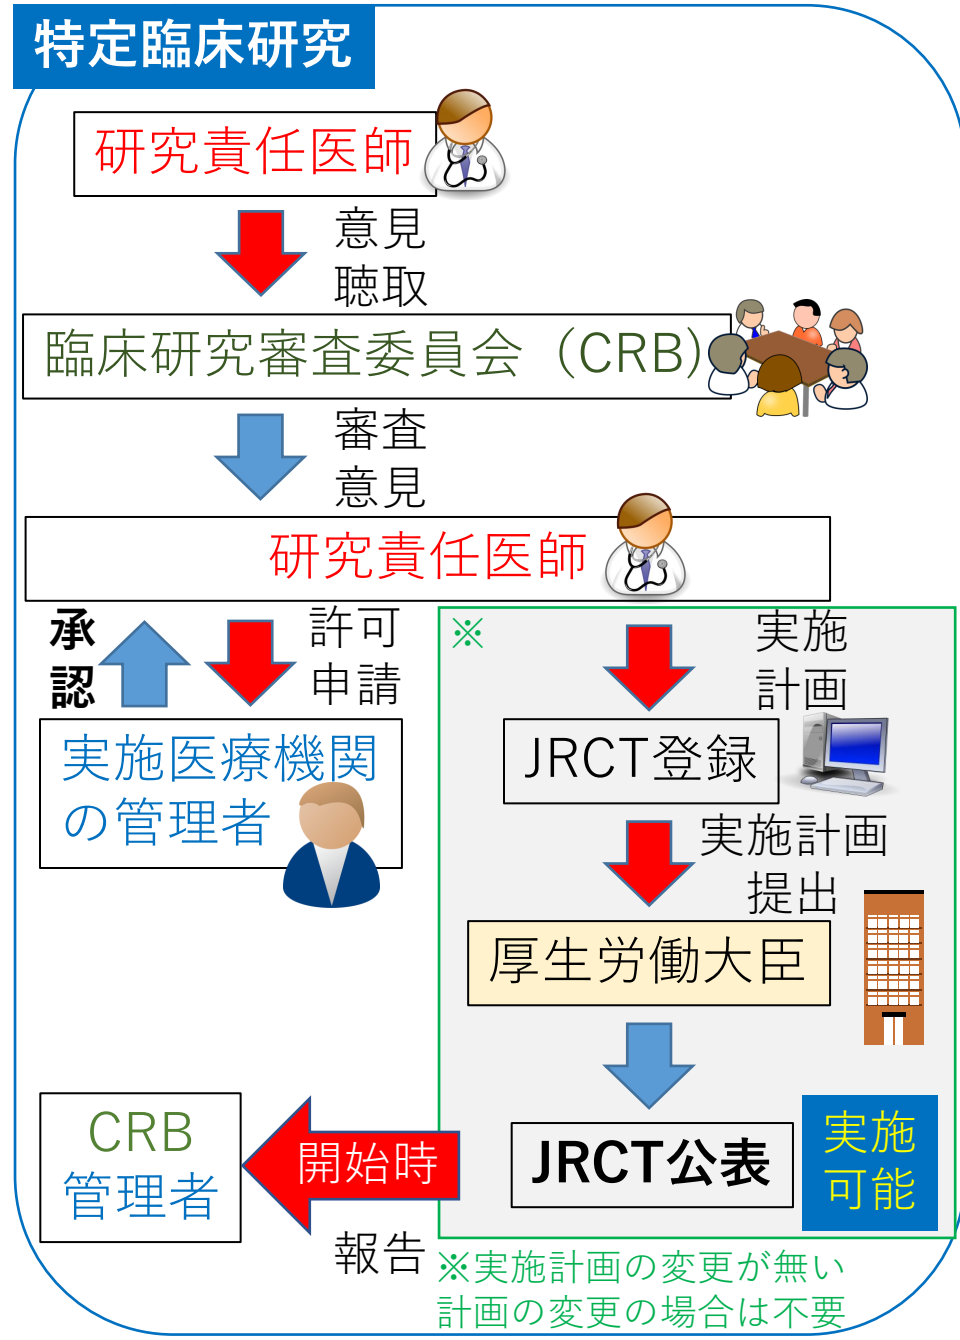 特定臨床研究
研究責任医師
意見
聴取
臨床研究審査委員会（CRB）
審査
意見
研究責任医師
承
認
許可
申請
実施医療機関
の管理者
※
実施
計画
JRCT登録
実施計画
提出
厚生労働大臣
JRCT公表
実施
可能
CRB
管理者
開始時
報告
※実施計画の変更が無い
計画の変更の場合は不要